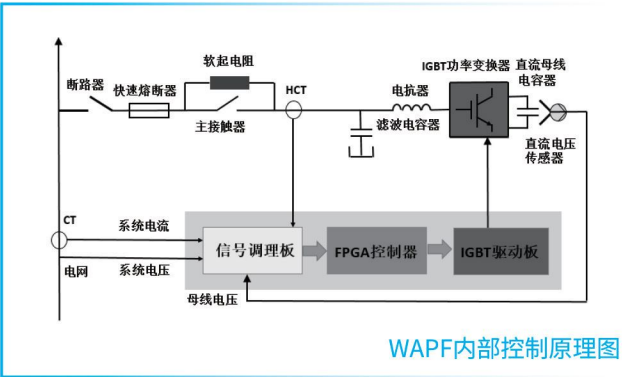 软起电阻
断路器
快速熔断器
主接触器
HCT
电抗器
滤波电容器
IGBT功率变换器
直流母线
电容器
直流电压
传感器
CT
系统电流
电网
系统电压
信号调理板
FPGA控制器
IGBT驱动板
母线电压
WAPF内部控制原理图